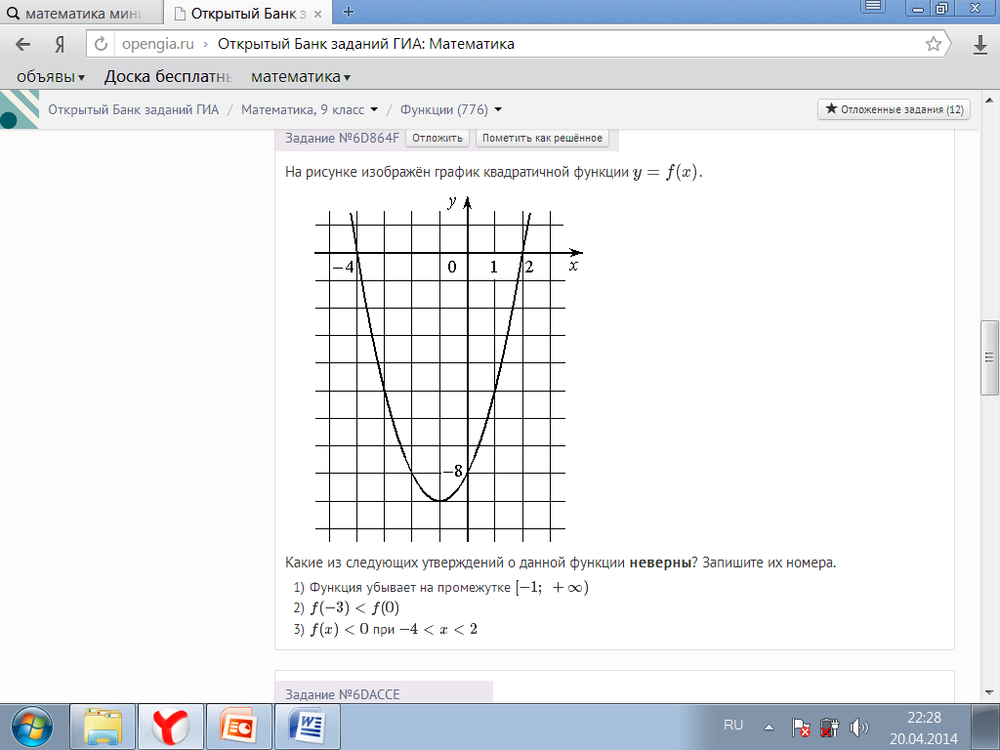 математика мини
Открытый Банк з
opengia.ru › Открытый Банк заданий ГИА: Математика
объявы Доска бесплатн математика
Открытый Банк заданий ГИА / Математика, 9 класс / Функции (776)
★ Отложенные задания (12)
Задание №6D864F Отложить Пометить как решённое
На рисунке изображён график квадратичной функции y = f(x).
y
−4 0 1 2 x
−8
Какие из следующих утверждений о данной функции неверны? Запишите их номера.
1) Функция убывает на промежутке [−1; +∞)
2) f(−3) < f(0)
3) f(x) < 0 при −4 < x < 2
Задание №6DACCE
RU
22:28
20.04.2014